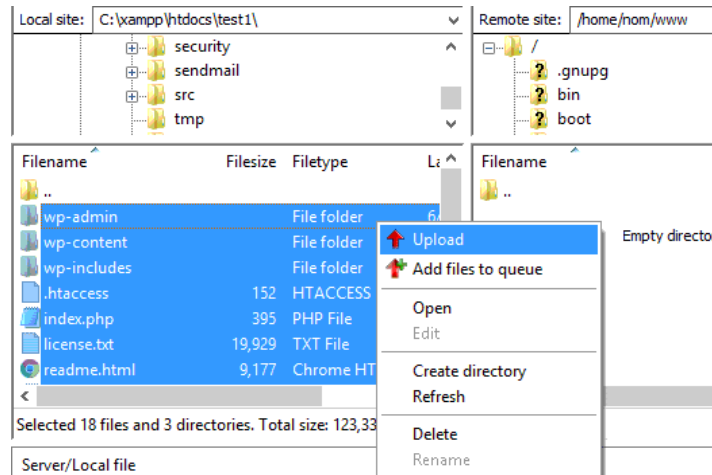 Local site: C:\xampp\htdocs\test1\
Remote site: /home/nom/www
security
sendmail
src
tmp
/
.gnupg
bin
boot
Filename Filesize Filetype
..
wp-admin File folder 6/
wp-content File folder
wp-includes File folder
.htaccess 152 HTACCESS
index.php 395 PHP File
license.txt 19,929 TXT File
readme.html 9,177 Chrome HT
Selected 18 files and 3 directories. Total size: 123,33
Server/Local file
Filename
..
Empty directo
Upload
Add files to queue
Open
Edit
Create directory
Refresh
Delete
Rename